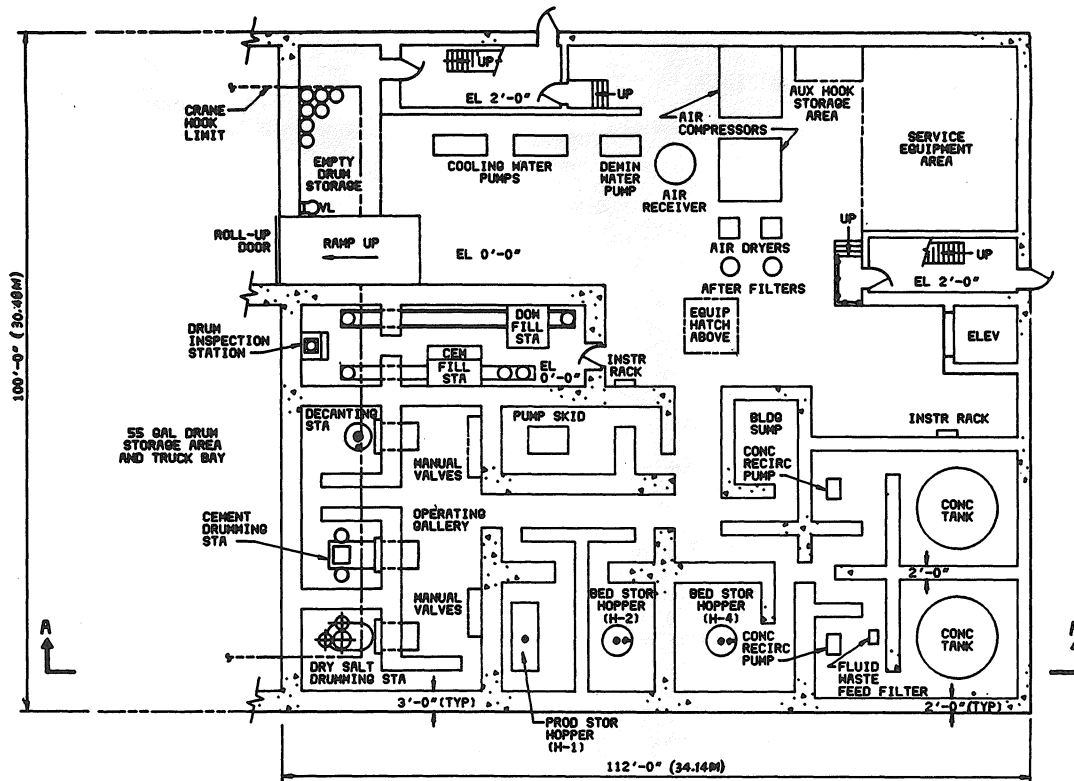 UP
EL 2'-0"
UP
AUX HOOK
STORAGE
AREA
CRANE
HOOK
LIMIT
AIR
COMPRESSORS
SERVICE
EQUIPMENT
AREA
EMPTY
DRUM
STORAGE
COOLING WATER
PUMPS
DEMIN
WATER
PUMP
AIR
RECEIVER
VL
ROLL-UP
DOOR
RAMP UP
EL 0'-0"
AIR DRYERS
UP
UP
EL 2'-0"
AFTER FILTERS
EQUIP
HATCH
ABOVE
ELEV
100'-0" (30.48M)
DRUM
INSPECTION
STATION
DOW
FILL
STA
CEM
FILL
STA
EL
0'-0"
INSTR
RACK
DECANTING
STA
PUMP SKID
BLDG
SUMP
INSTR RACK
55 GAL DRUM
STORAGE AREA
AND TRUCK BAY
MANUAL
VALVES
CONC
RECIRC
PUMP
CONC
TANK
CEMENT
DRUMMING
STA
OPERATING
GALLERY
2'-0"
MANUAL
VALVES
BED STOR
HOPPER
(H-2)
BED STOR
HOPPER
(H-4)
CONC
RECIRC
PUMP
CONC
TANK
A
DRY SALT
DRUMMING STA
FLUID
WASTE
FEED FILTER
3'-0" (TYP)
2'-0" (TYP)
PROD STOR
HOPPER
(H-1)
112'-0" (34.14M)